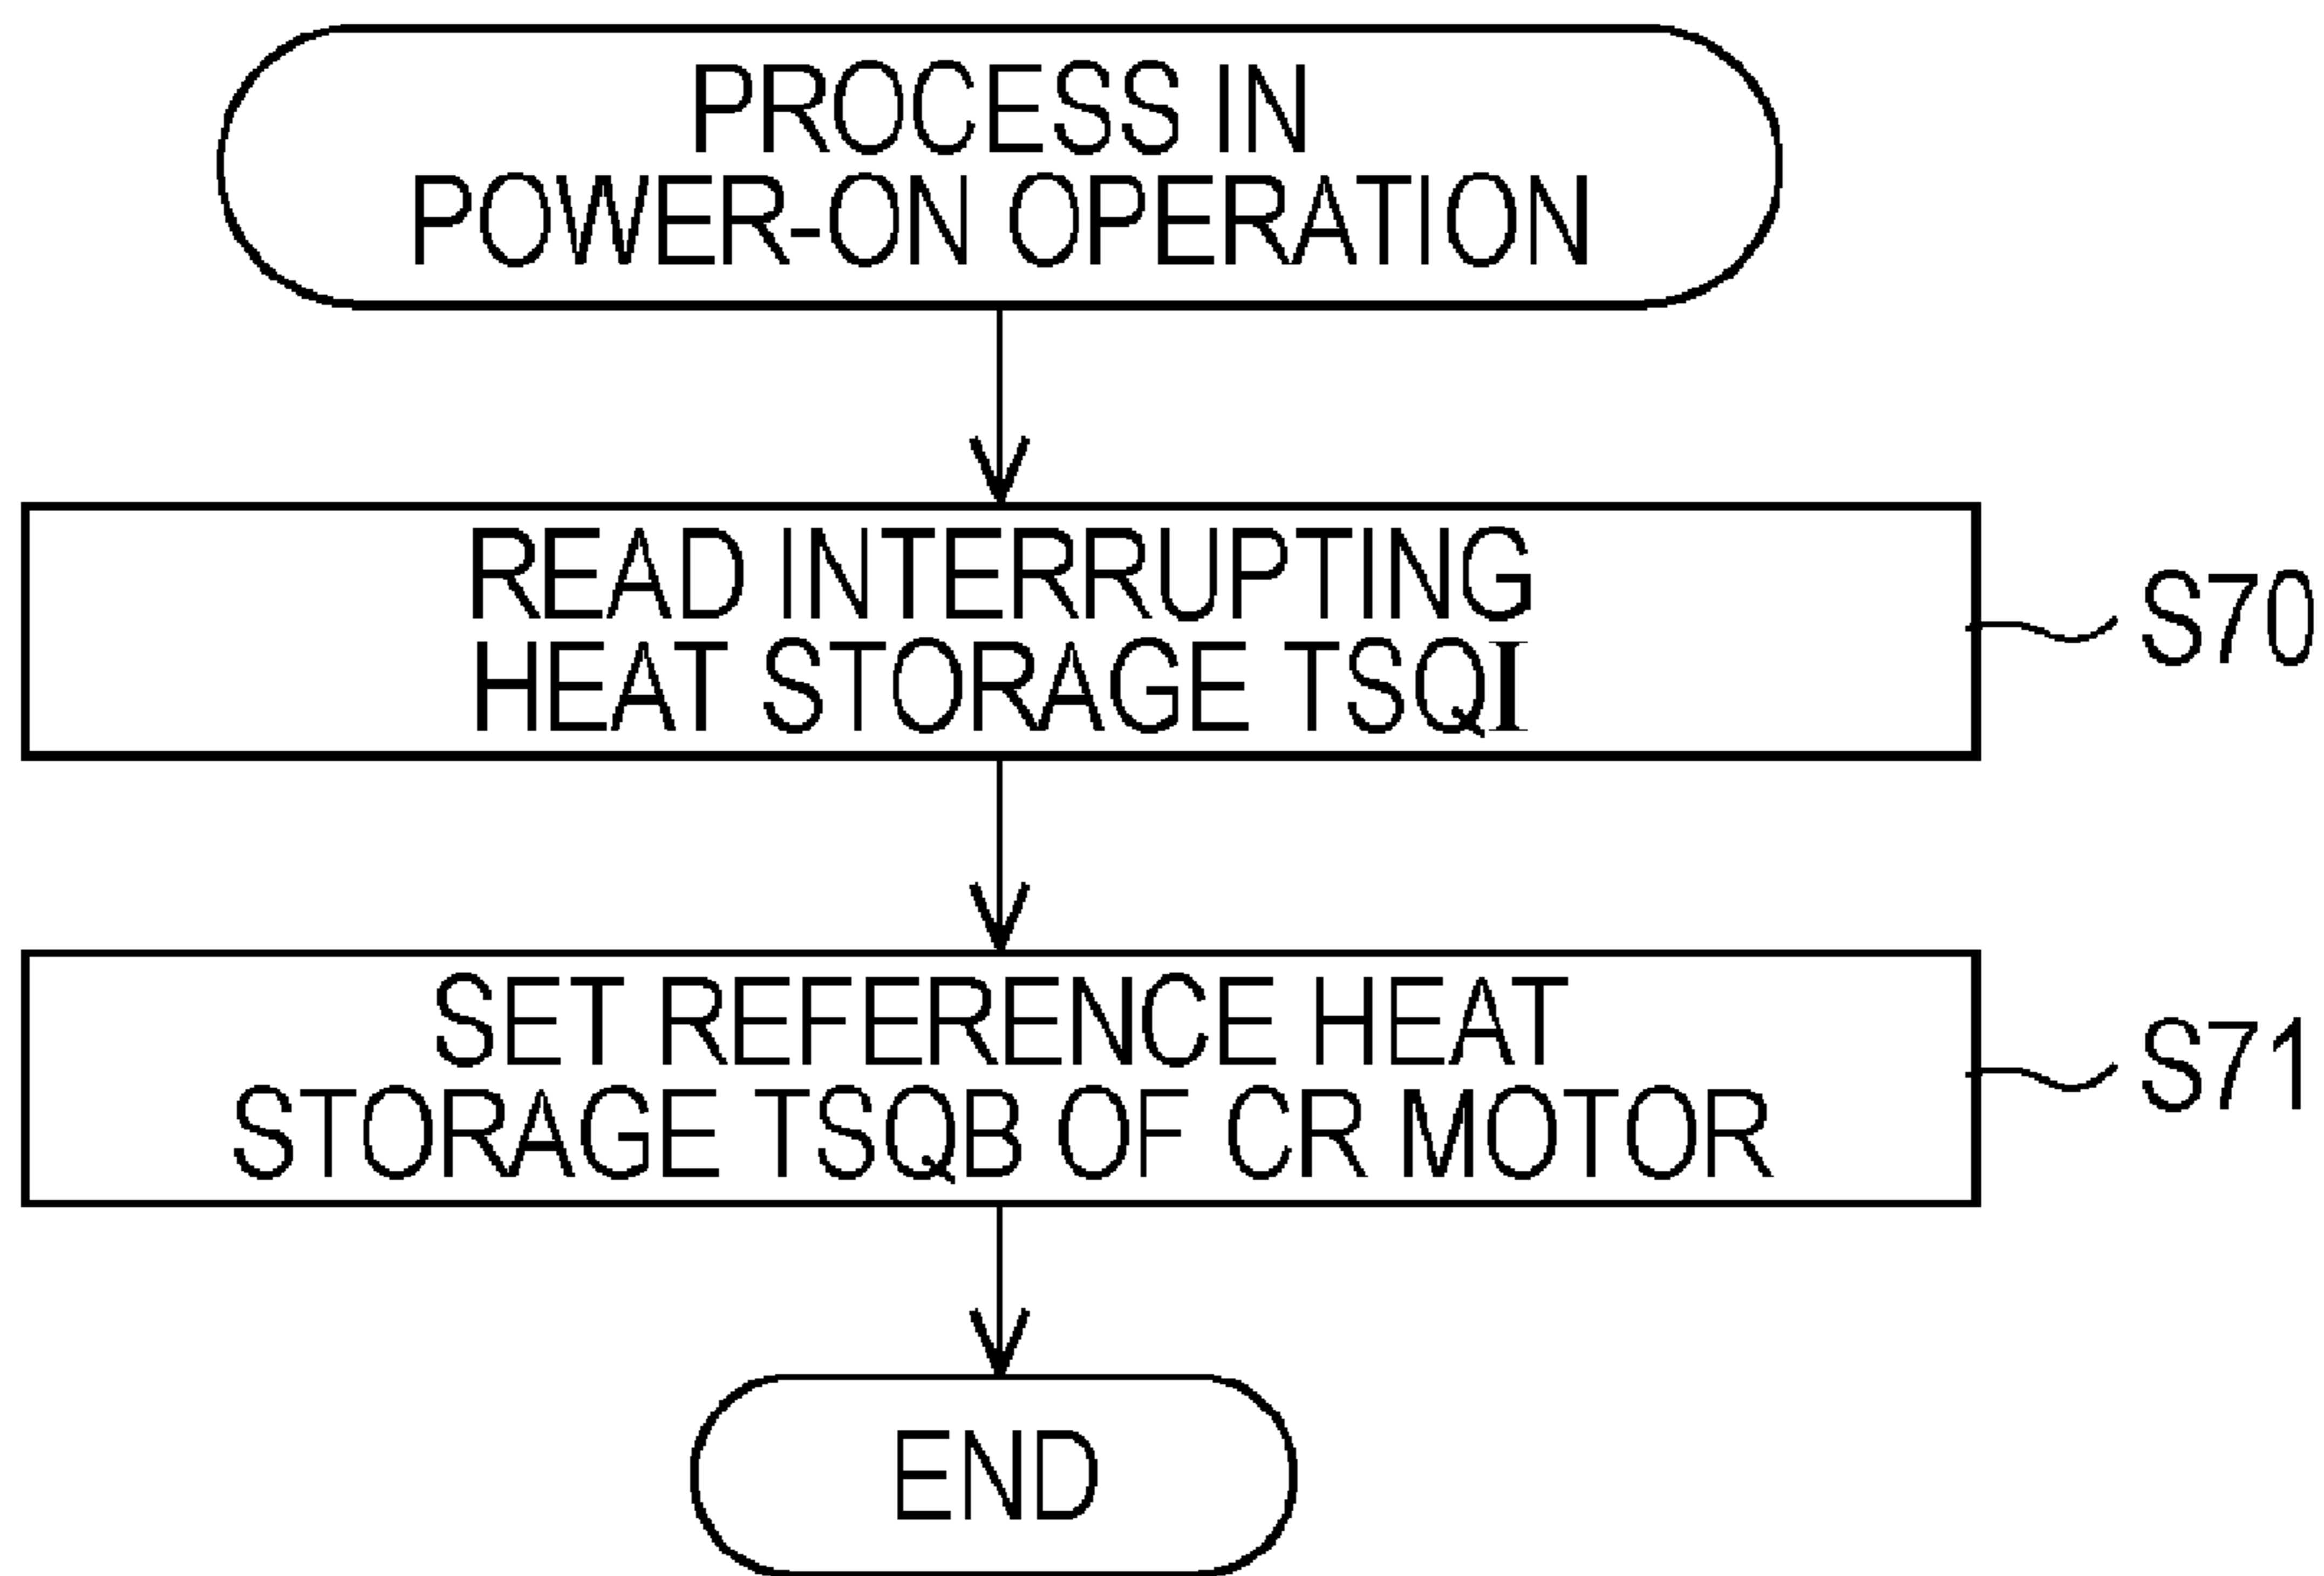 PROCESS IN
POWER-ON OPERATION
READ INTERRUPTING
HEAT STORAGE TSQI
S70
SET REFERENCE HEAT
STORAGE TSQB OF CR MOTOR
S71
END